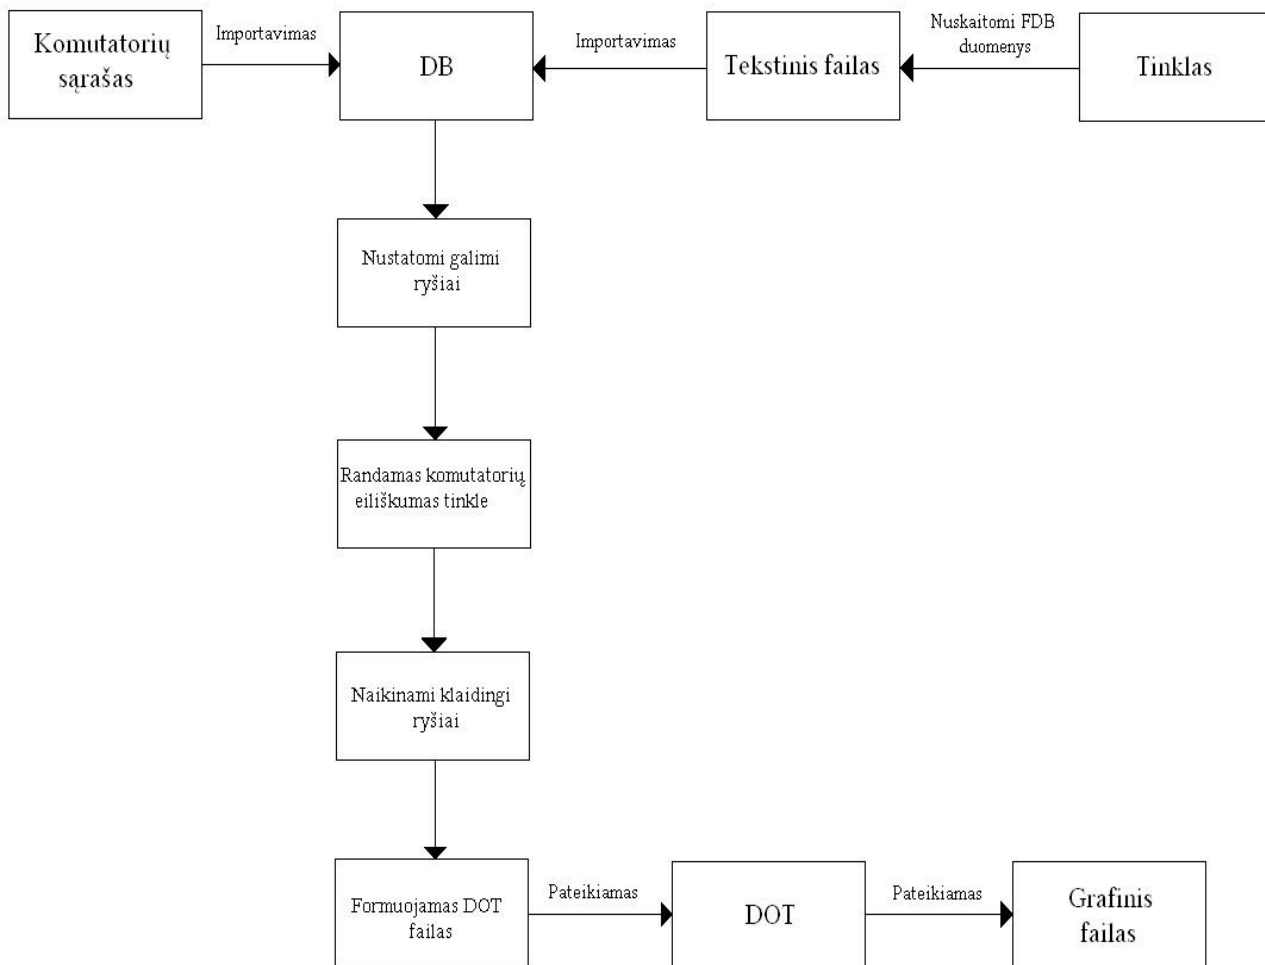 Komutatorių
sąrašas
Importavimas
DB
Importavimas
Tekstinis failas
Nuskaitomi FDB
duomenys
Tinklas
Nustatomi galimi
ryšiai
Randamas komutatorių
eiliškumas tinkle
Naikinami klaidingi
ryšiai
Formuojamas DOT
failas
Pateikiamas
DOT
Pateikiamas
Grafinis
failas